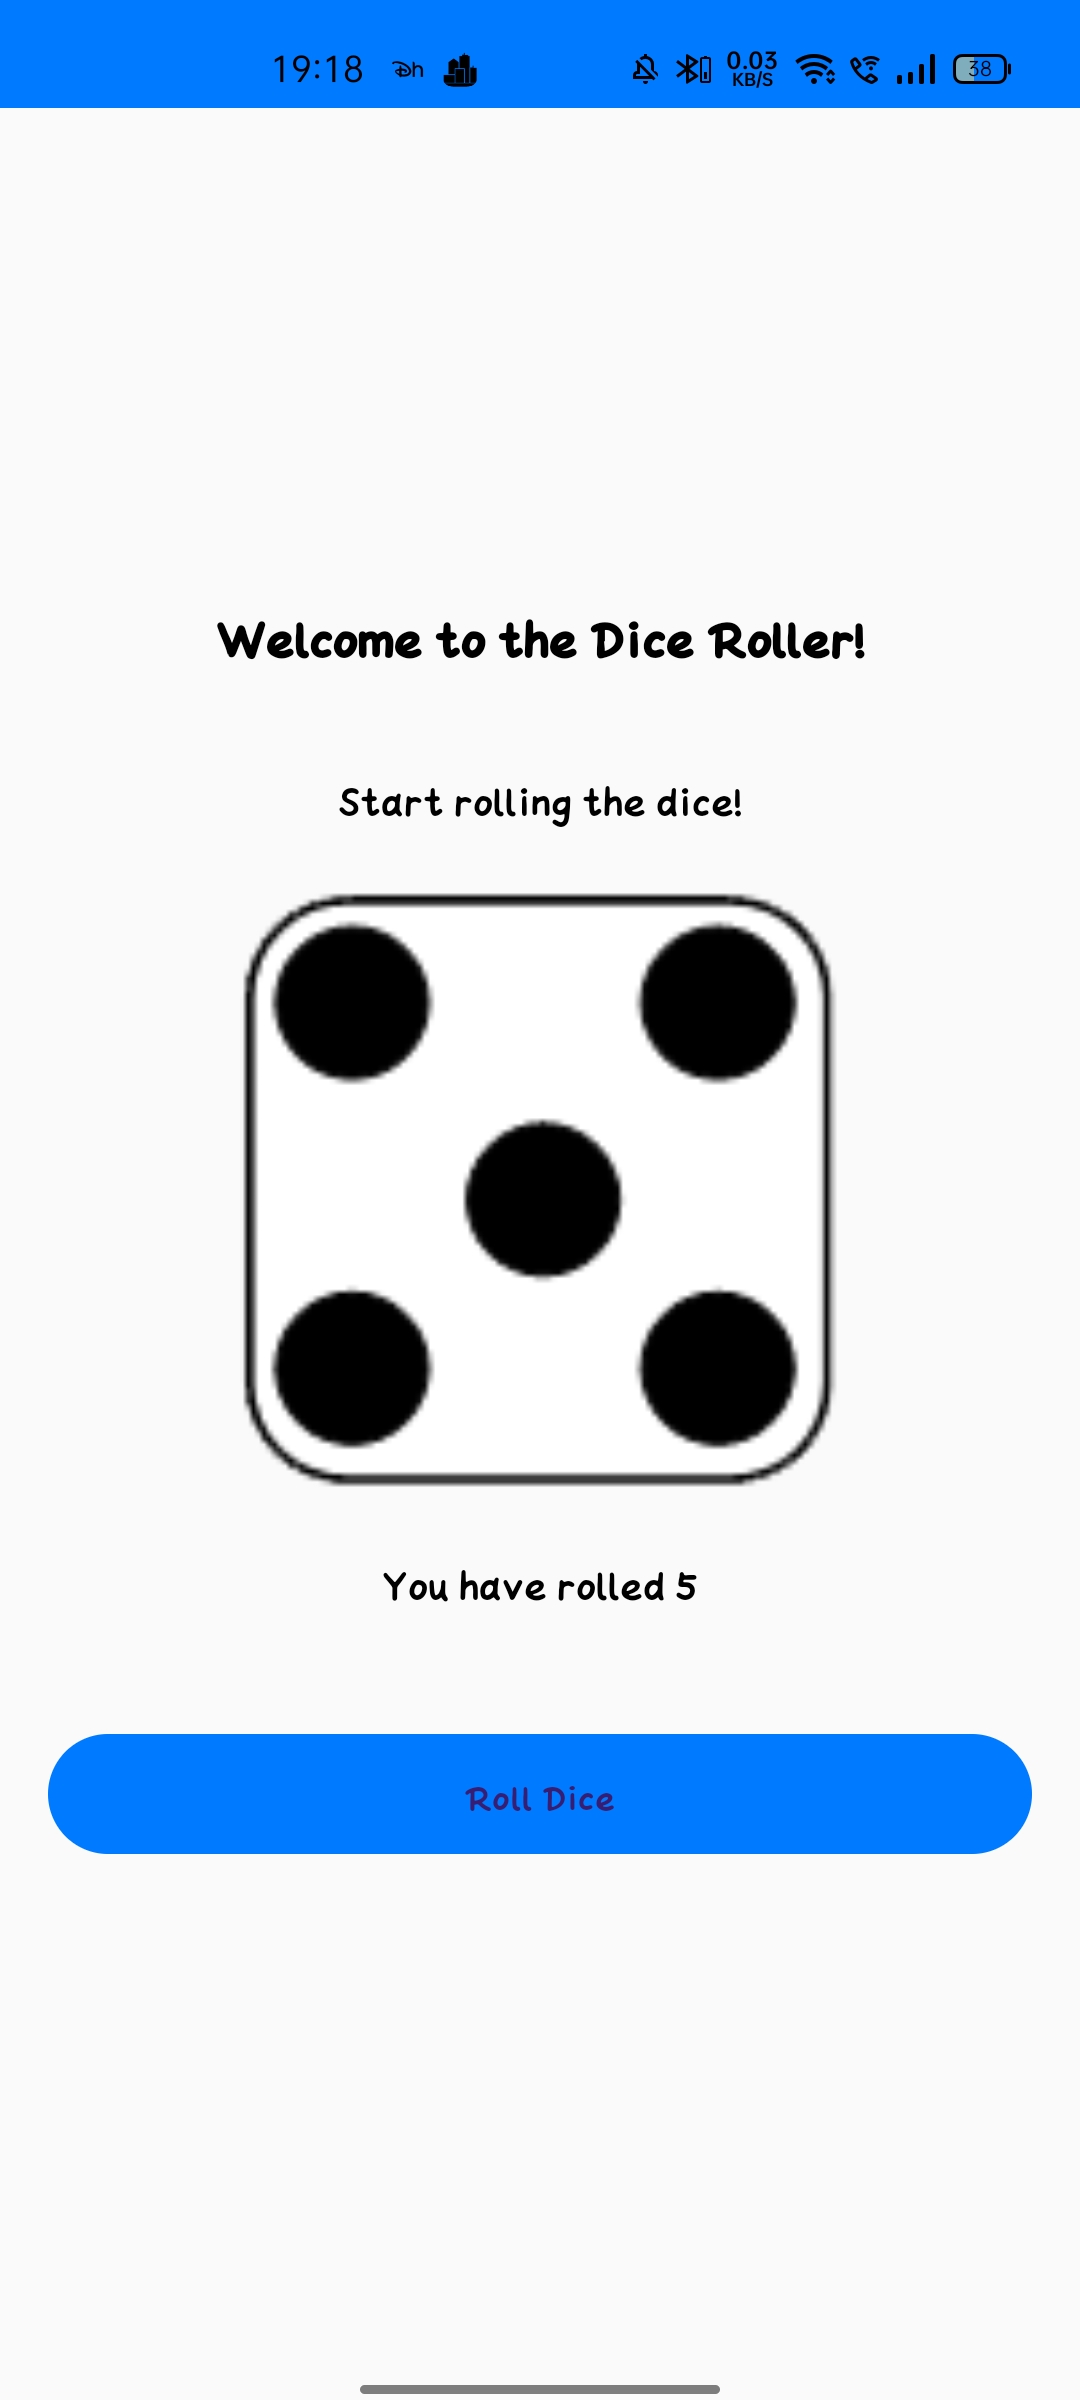 19:18 Dh 0.03 KB/S 38
Welcome to the Dice Roller!
Start rolling the dice!
You have rolled 5
Roll Dice